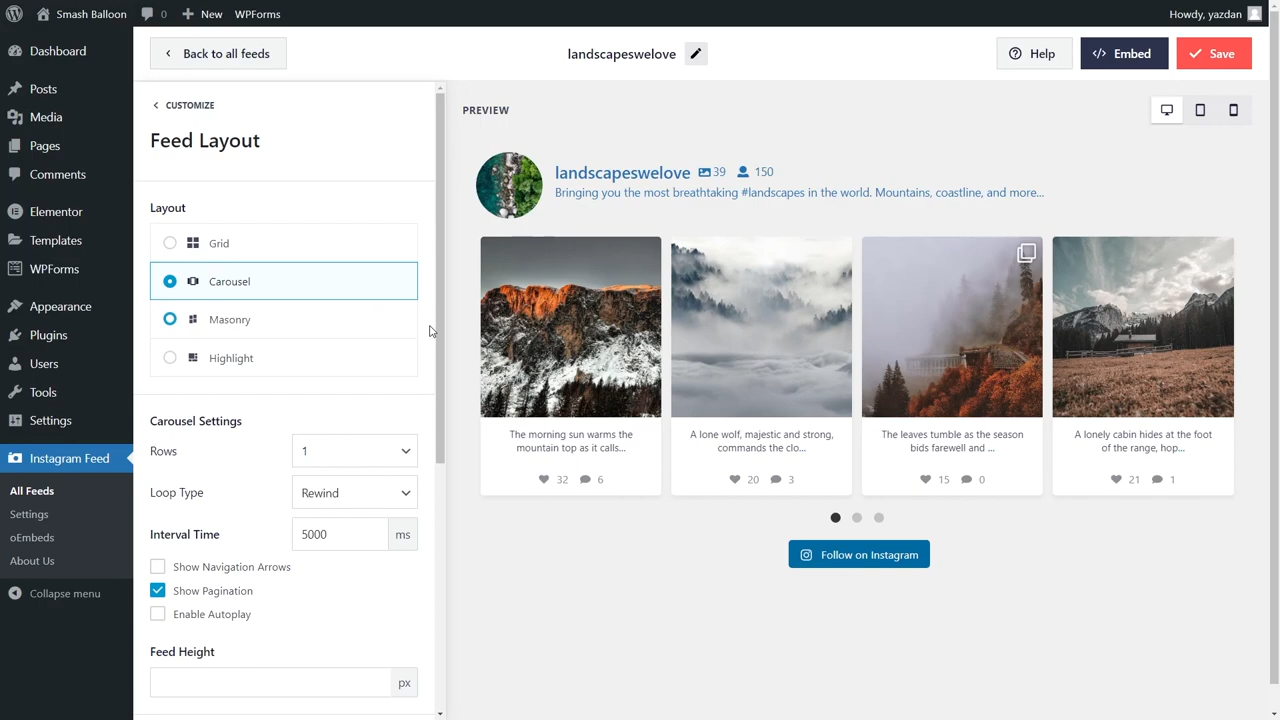 Smash Balloon
0
New
WPForms
Howdy, yazdan
Dashboard
Posts
Media
Pages
Comments
Elementor
Templates
WPForms
Appearance
Plugins
Users
Tools
Settings
Instagram Feed
All Feeds
Settings
oEmbeds
About Us
Collapse menu
Back to all feeds
landscapeswelove
Help
Embed
Save
CUSTOMIZE
Feed Layout
Layout
Grid
Carousel
Masonry
Highlight
Carousel Settings
Rows
1
Loop Type
Rewind
Interval Time
5000
ms
Show Navigation Arrows
Show Pagination
Enable Autoplay
Feed Height
px
PREVIEW
landscapeswelove 39 150
Bringing you the most breathtaking #landscapes in the world. Mountains, coastline, and more...
The morning sun warms the
mountain top as it calls...
32 6
A lone wolf, majestic and strong,
commands the clo...
20 3
The leaves tumble as the season
bids farewell and ...
15 0
A lonely cabin hides at the foot
of the range, hop...
21 1
Follow on Instagram